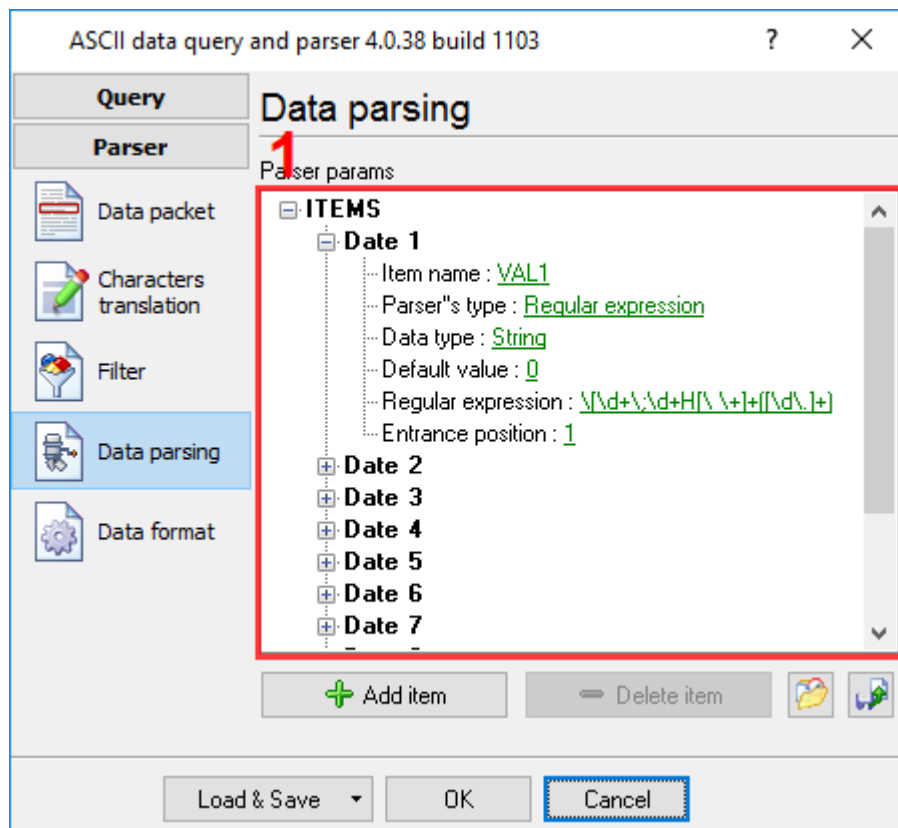 ASCII data query and parser 4.0.38 build 1103
Query
Parser
Data packet
Characters
translation
Filter
Data parsing
Data format
Data parsing
1
Parser params
ITEMS
Date 1
Item name : VAL1
Parser"s type : Regular expression
Data type : String
Default value : 0
Regular expression : \[\d+\;\d+H[\ \+]+([\d\.]+)
Entrance position : 1
Date 2
Date 3
Date 4
Date 5
Date 6
Date 7
Add item
Delete item
Load & Save
OK
Cancel